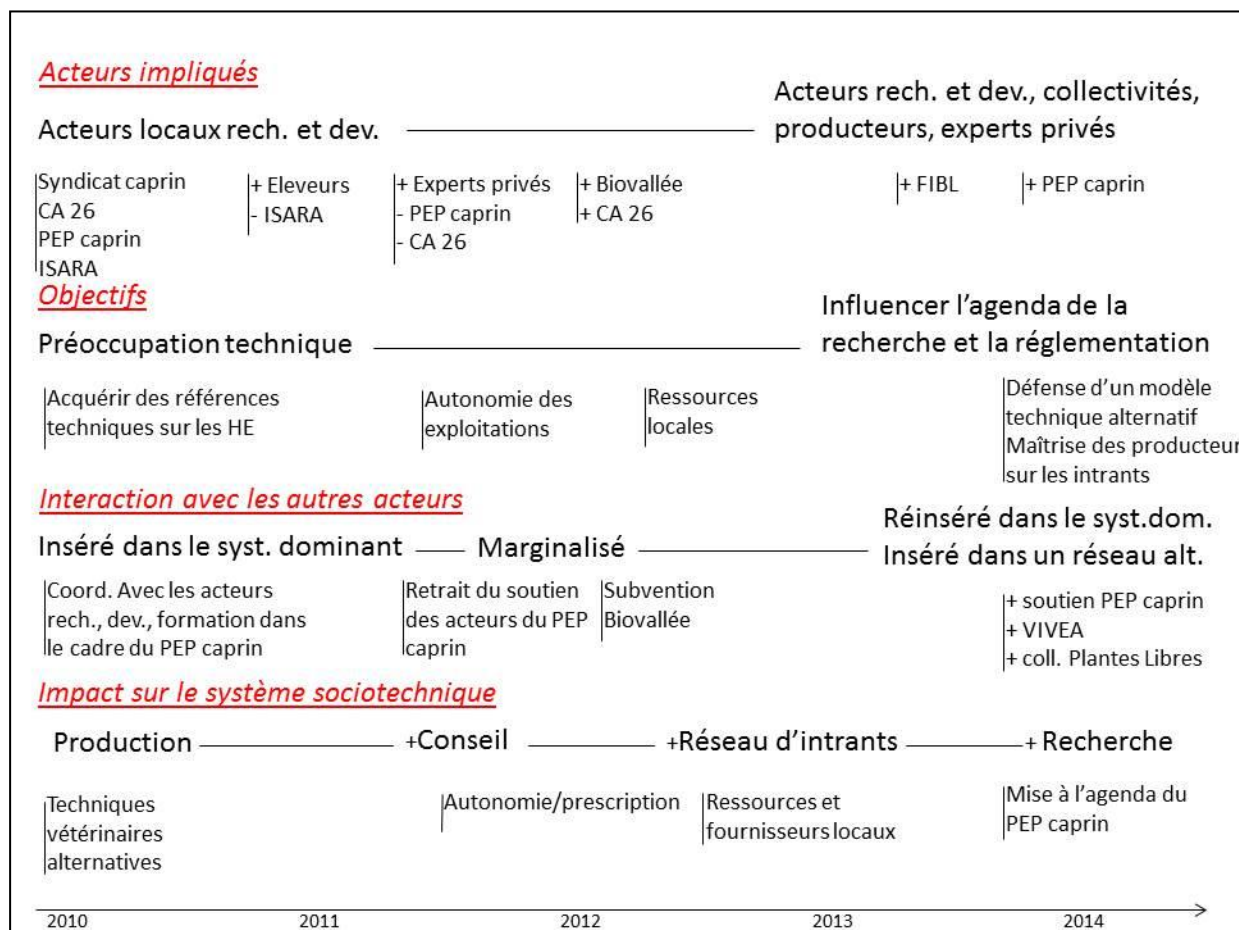 Acteurs impliqués
Acteurs locaux rech. et dev.
Acteurs rech. et dev., collectivités,
producteurs, experts privés
Syndicat caprin
CA 26
PEP caprin
ISARA
+ Eleveurs
- ISARA
+ Experts privés
- PEP caprin
- CA 26
+ Biovallée
+ CA 26
+ FIBL
+ PEP caprin
Objectifs
Préoccupation technique
Influencer l'agenda de la
recherche et la réglementation
Acquérir des références
techniques sur les HE
Autonomie des
exploitations
Ressources
locales
Défense d'un modèle
technique alternatif
Maîtrise des producteur
sur les intrants
Interaction avec les autres acteurs
Inséré dans le syst. dominant
Marginalisé
Réinséré dans le syst.dom.
Inséré dans un réseau alt.
Coord. Avec les acteurs
rech., dev., formation dans
le cadre du PEP caprin
Retrait du soutien
des acteurs du PEP
caprin
Subvention
Biovallée
+ soutien PEP caprin
+ VIVEA
+ coll. Plantes Libres
Impact sur le système sociotechnique
Production
+Conseil
+Réseau d'intrants
+ Recherche
Techniques
vétérinaires
alternatives
Autonomie/prescription
Ressources et
fournisseurs locaux
Mise à l'agenda du
PEP caprin
2010
2011
2012
2013
2014